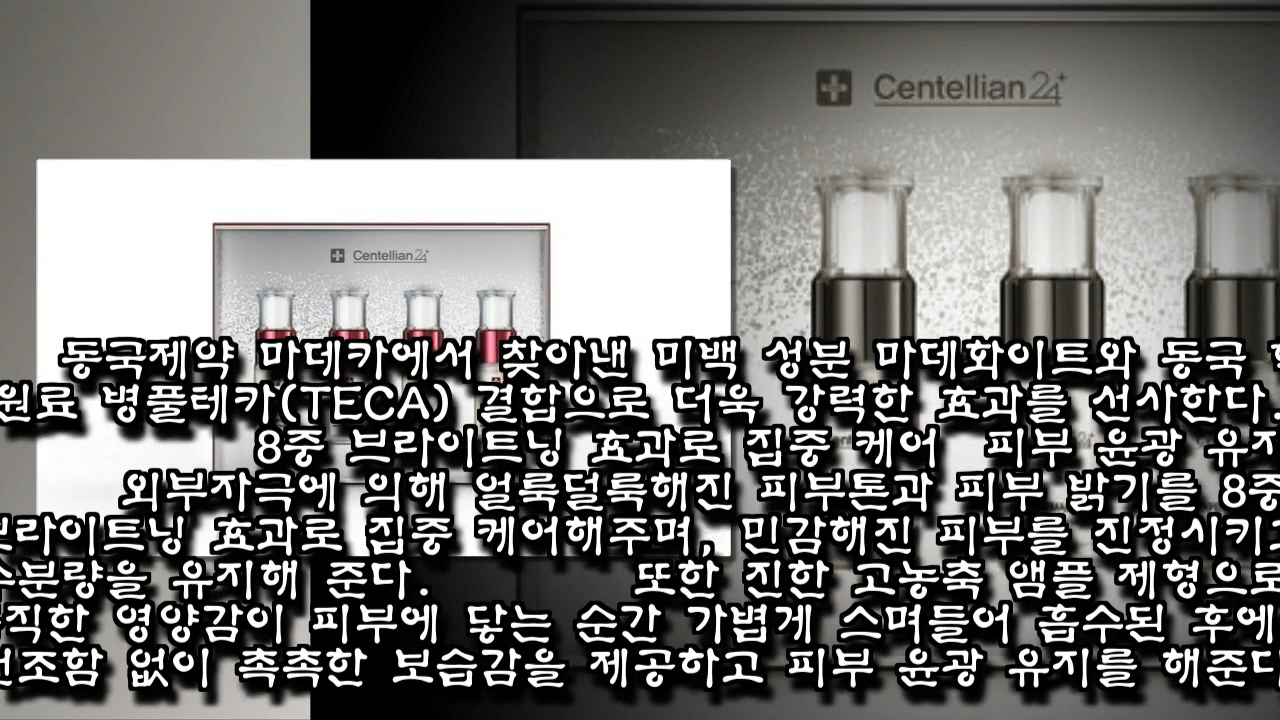 Centellian24+
Centellian24+
동국제약 마데카에서 찾아낸 미백 성분 마데화이트와 동국
원료 병풀테카(TECA) 결합으로 더욱 강력한 효과를 선사한다.
8중 브라이트닝 효과로 집중 케어 피부 윤광 유지
외부자극에 의해 얼룩덜룩해진 피부톤과 피부 밝기를 8중
브라이트닝 효과로 집중 케어해주며, 민감해진 피부를 진정시키고
수분량을 유지해 준다. 또한 진한 고농축 앰플 제형으로
영양감이 피부에 닿는 순간 가볍게 스며들어 흡수된 후에
건조함 없이 촉촉한 보습감을 제공하고 피부 윤광 유지를 해준다